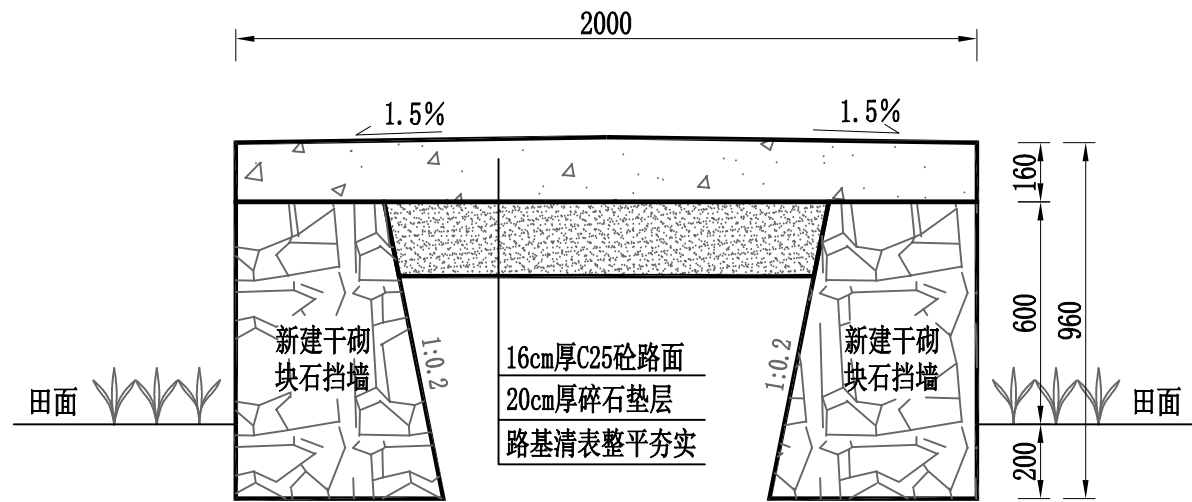 2000
1.5%
1.5%
160
600
960
200
新建干砌
块石挡墙
1:0.2
16cm厚C25砼路面
20cm厚碎石垫层
路基清表整平夯实
1:0.2
新建干砌
块石挡墙
田面
田面